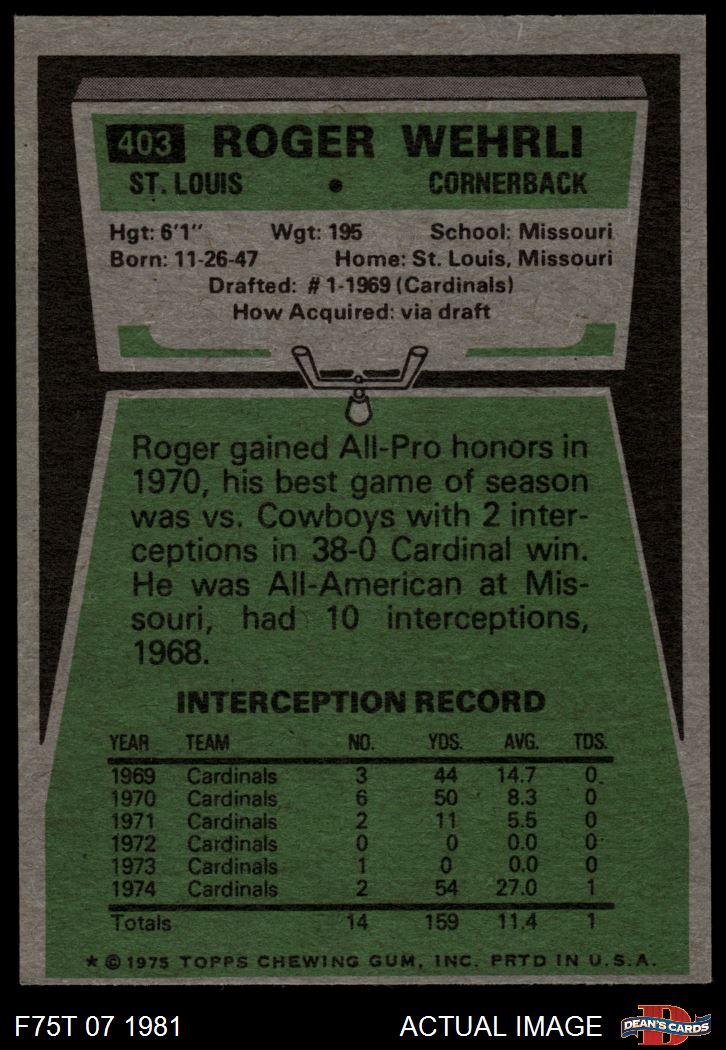 403 ROGER WEHRLI
ST. LOUIS • CORNERBACK
Hgt: 6'1" Wgt: 195 School: Missouri
Born: 11-26-47 Home: St. Louis, Missouri
Drafted: #1-1969 (Cardinals)
How Acquired: via draft
Roger gained All-Pro honors in
1970, his best game of season
was vs. Cowboys with 2 inter-
ceptions in 38-0 Cardinal win.
He was All-American at Mis-
souri, had 10 interceptions,
1968.
INTERCEPTION RECORD
YEAR TEAM NO. YDS. AVG. TDS.
1969 Cardinals 3 44 14.7 0
1970 Cardinals 6 50 8.3 0
1971 Cardinals 2 11 5.5 0
1972 Cardinals 0 0 0.0 0
1973 Cardinals 1 0 0.0 0
1974 Cardinals 2 54 27.0 1
Totals 14 159 11.4 1
* © 1975 TOPPS CHEWING GUM, INC. PRTD IN U.S.A.
F75T 07 1981 ACTUAL IMAGE DEAN'S CARDS